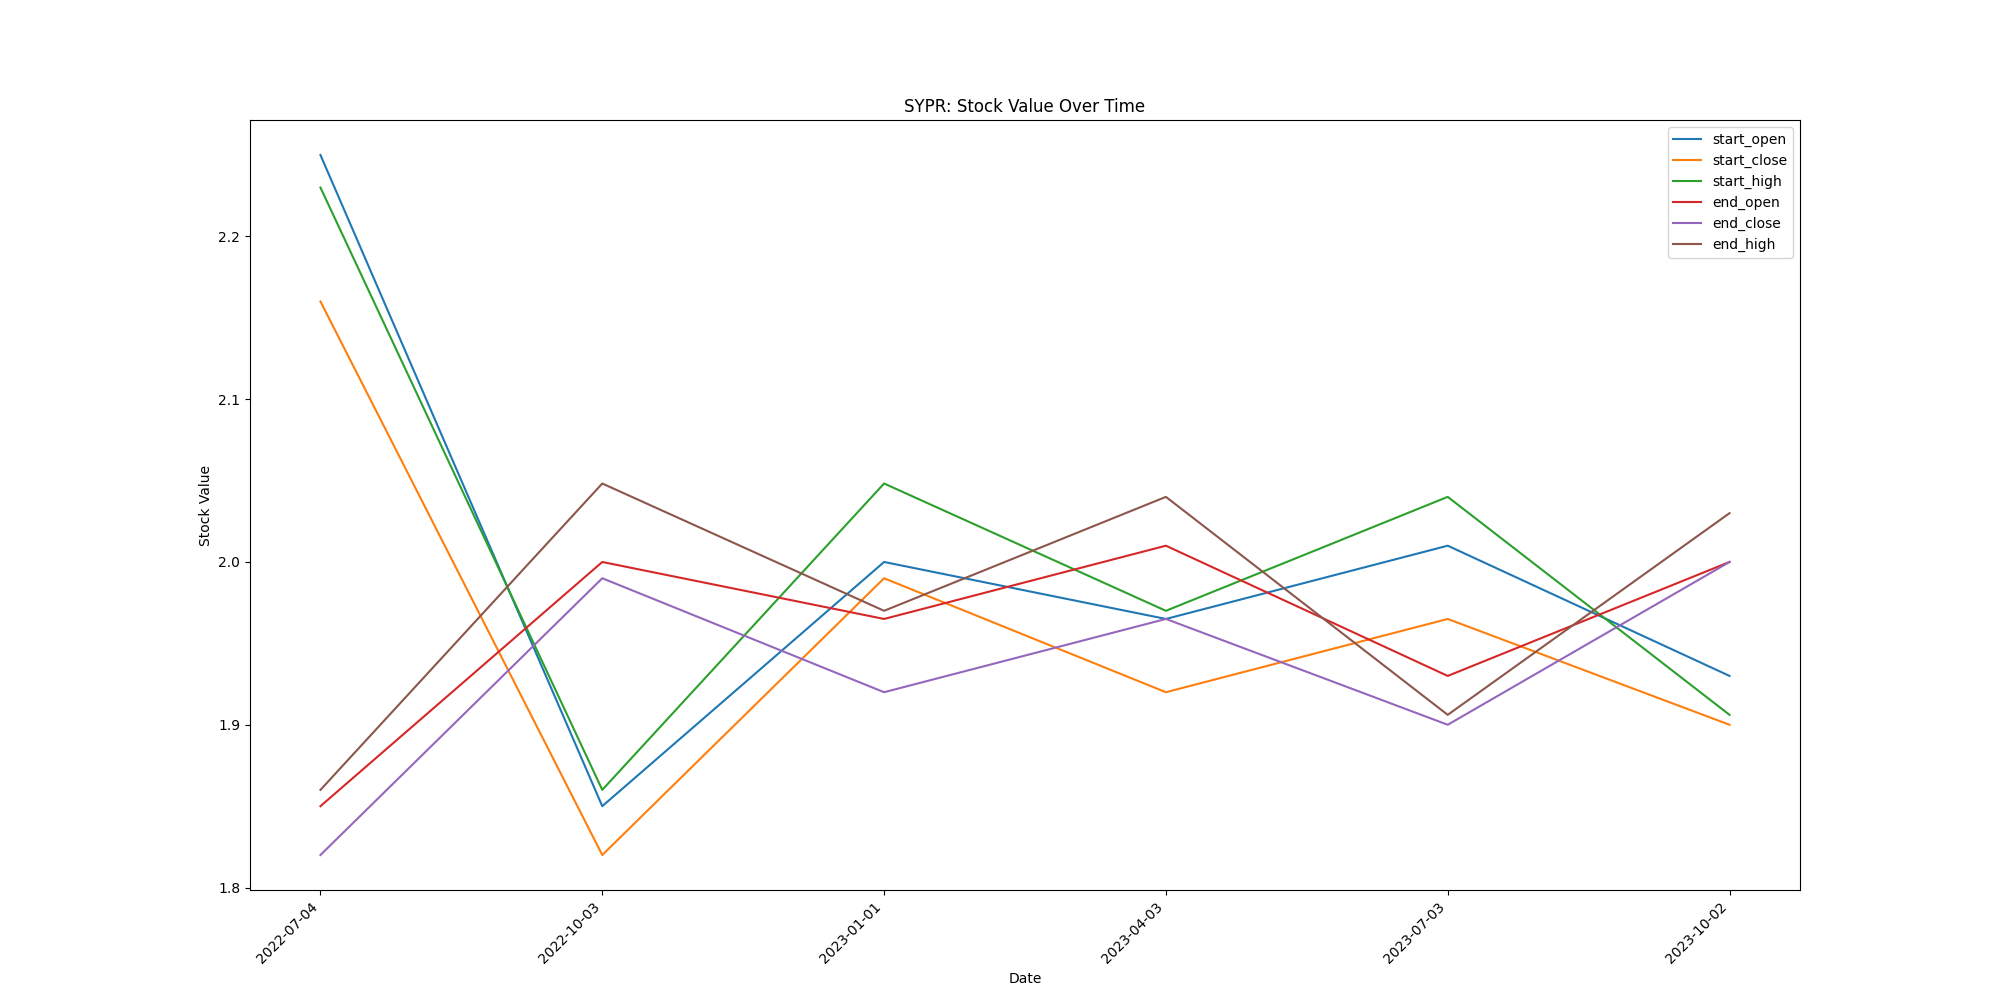 SYPR: Stock Value Over Time
start_open
start_close
start_high
end_open
end_close
end_high
Stock Value
2.2
2.1
2.0
1.9
1.8
2022-07-04
2022-10-03
2023-01-01
2023-04-03
2023-07-03
2023-10-02
Date